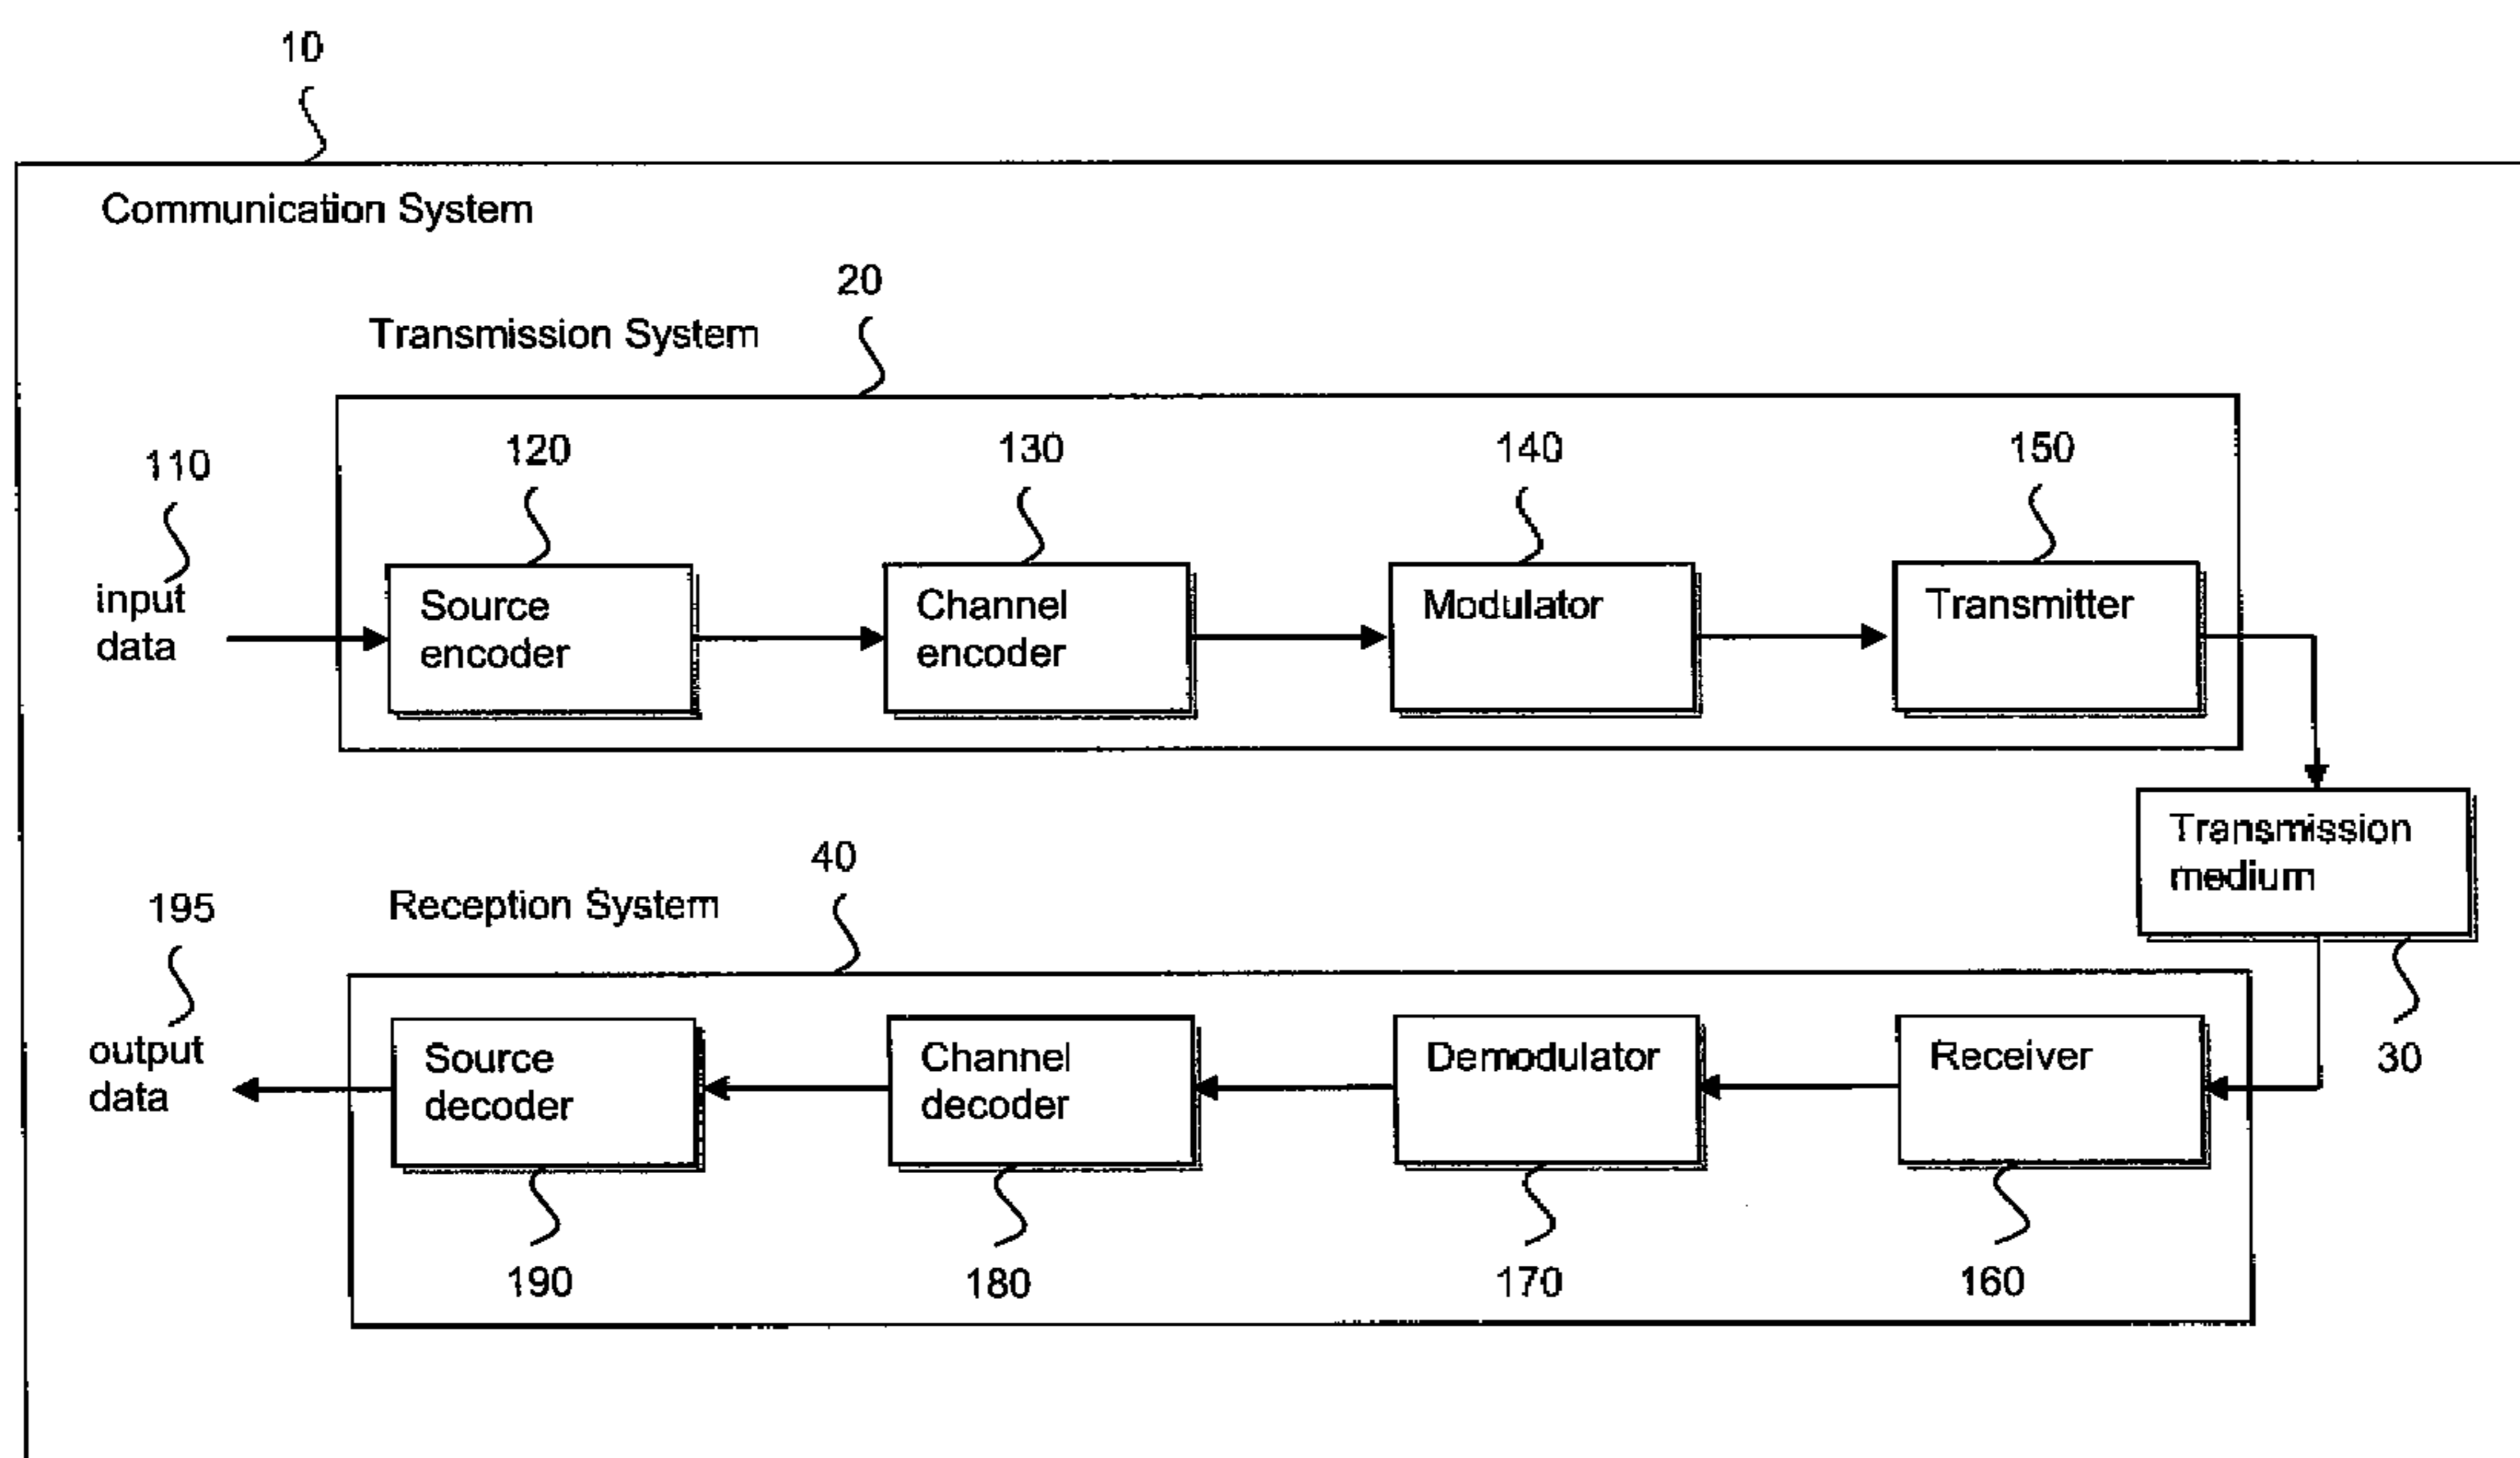 10
Communication System
20
Transmission System
110
120
130
140
150
input
data
Source
encoder
Channel
encoder
Modulator
Transmitter
Transmission
medium
40
195
Reception System
output
data
Source
decoder
Channel
decoder
Demodulator
Receiver
30
190
180
170
160